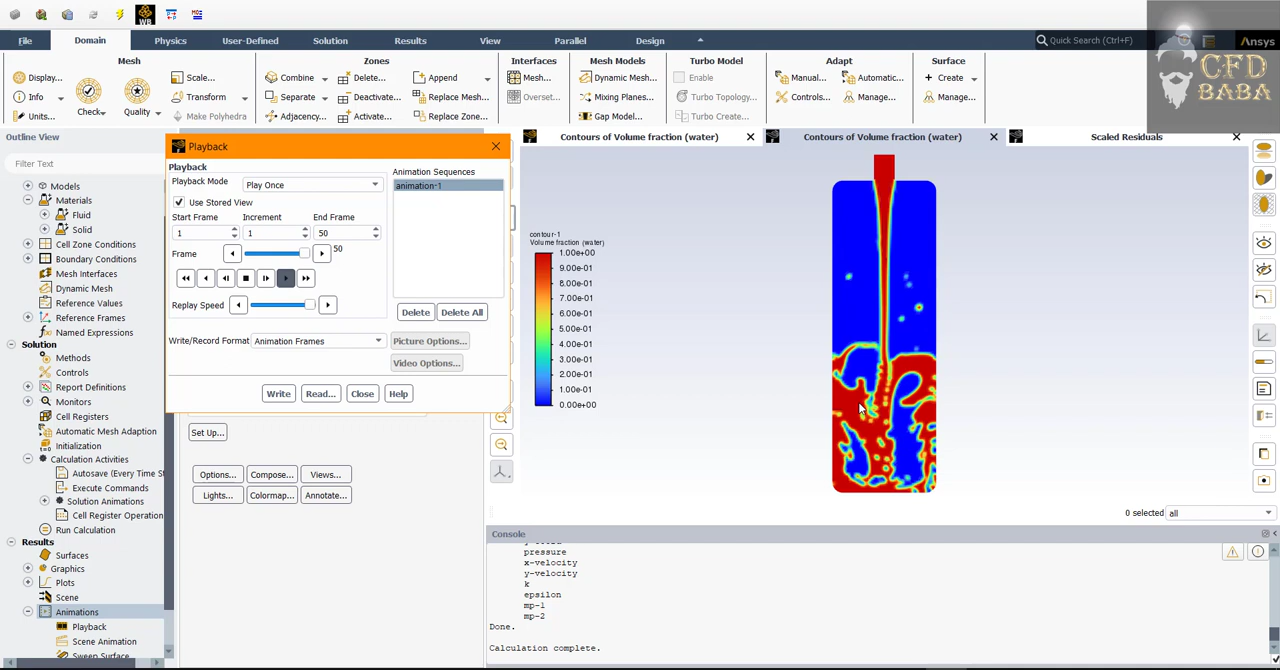 WB
File
Domain
Physics
User-Defined
Solution
Results
View
Parallel
Design
Quick Search (Ctrl+F)
Ansys
CFD
BABA
Mesh
Zones
Interfaces
Mesh Models
Turbo Model
Adapt
Surface
Display...
Info
Units...
Check
Quality
Scale...
Transform
Make Polyhedra
Combine
Separate
Adjacency...
Delete...
Deactivate...
Activate...
Append
Replace Mesh...
Replace Zone...
Mesh...
Overset...
Dynamic Mesh...
Mixing Planes...
Gap Model...
Enable
Turbo Topology...
Turbo Create...
Manual...
Controls...
Automatic...
Manage...
Create
Manage...
Outline View
Filter Text
Models
Materials
Fluid
Solid
Cell Zone Conditions
Boundary Conditions
Mesh Interfaces
Dynamic Mesh
Reference Values
Reference Frames
Named Expressions
Solution
Methods
Controls
Report Definitions
Monitors
Cell Registers
Automatic Mesh Adaption
Initialization
Calculation Activities
Autosave (Every Time S
Execute Commands
Solution Animations
Cell Register Operation
Run Calculation
Results
Surfaces
Graphics
Plots
Scene
Animations
Playback
Scene Animation
Sweep Surface
Playback
Playback
Playback Mode
Play Once
Use Stored View
Start Frame
Increment
End Frame
1
1
50
Frame
50
Replay Speed
Animation Sequences
animation-1
Delete
Delete All
Write/Record Format
Animation Frames
Picture Options...
Video Options...
Write
Read...
Close
Help
Set Up...
Options...
Compose...
Views...
Lights...
Colormap...
Annotate...
Contours of Volume fraction (water)
Contours of Volume fraction (water)
Scaled Residuals
contour-1
Volume fraction (water)
1.00e+00
9.00e-01
8.00e-01
7.00e-01
6.00e-01
5.00e-01
4.00e-01
3.00e-01
2.00e-01
1.00e-01
0.00e+00
0 selected
all
Console
pressure
x-velocity
y-velocity
k
epsilon
mp-1
mp-2
Done.
Calculation complete.